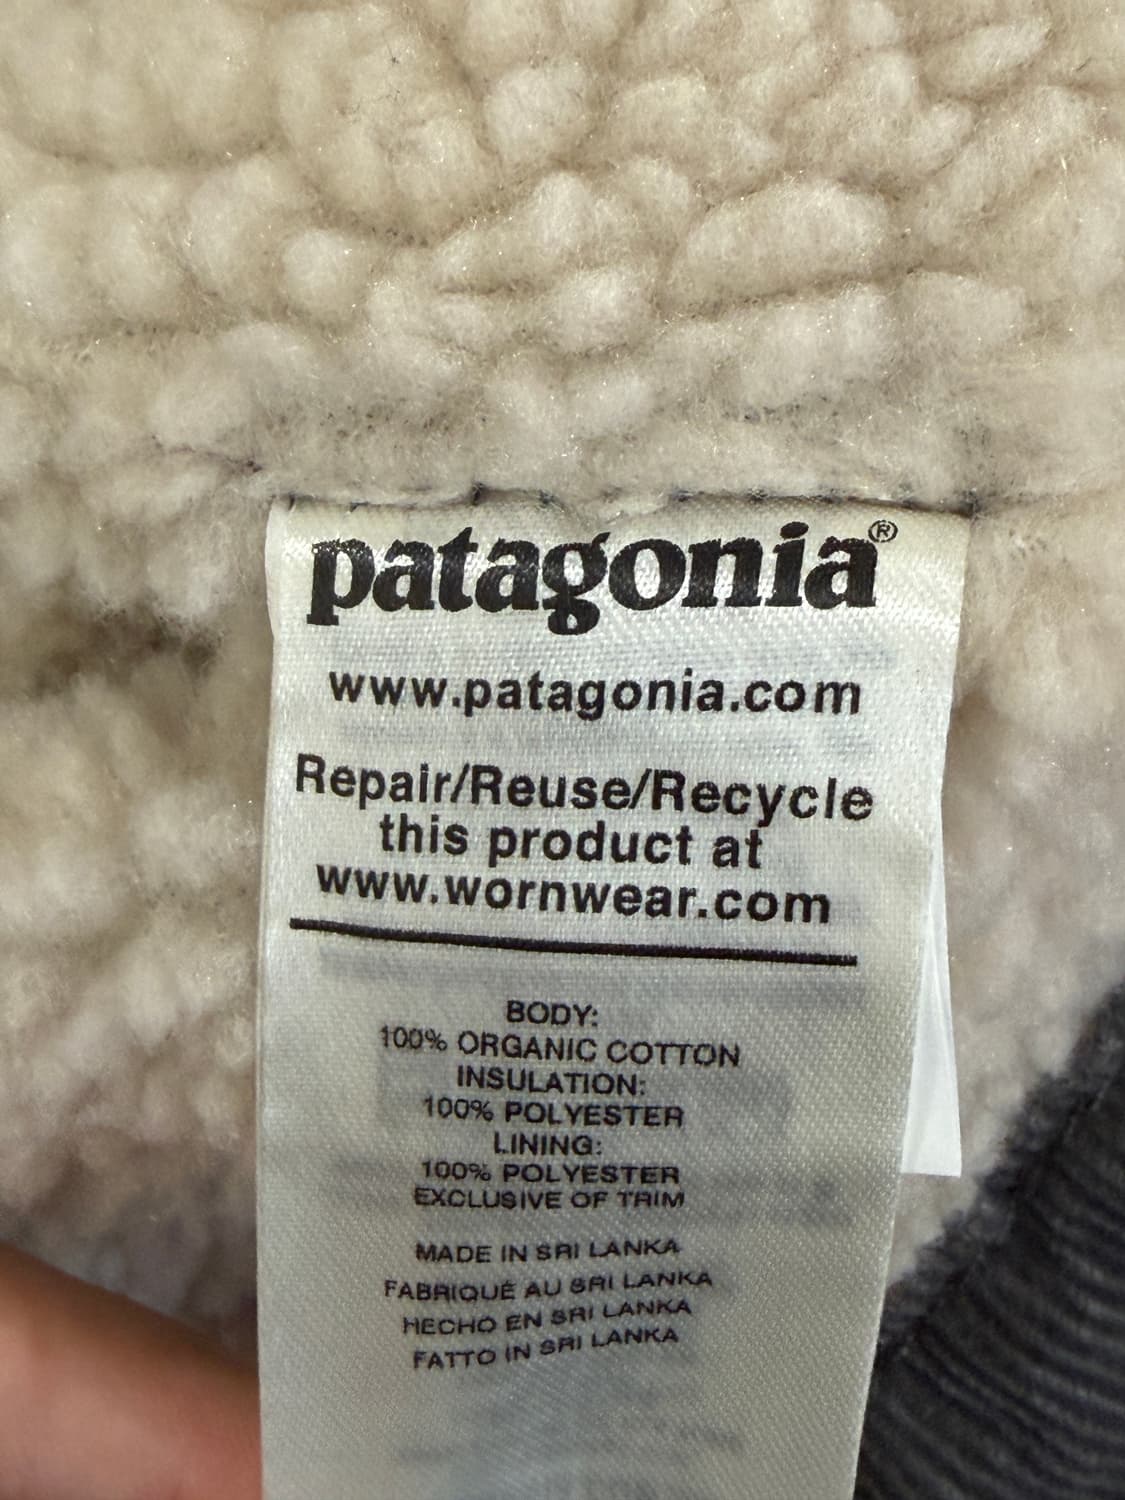 patagonia®
www.patagonia.com
Repair/Reuse/Recycle
this product at
www.wornwear.com
BODY:
100% ORGANIC COTTON
INSULATION:
100% POLYESTER
LINING:
100% POLYESTER
EXCLUSIVE OF TRIM
MADE IN SRI LANKA
FABRIQUÉ AU SRI LANKA
HECHO EN SRI LANKA
FATTO IN SRI LANKA